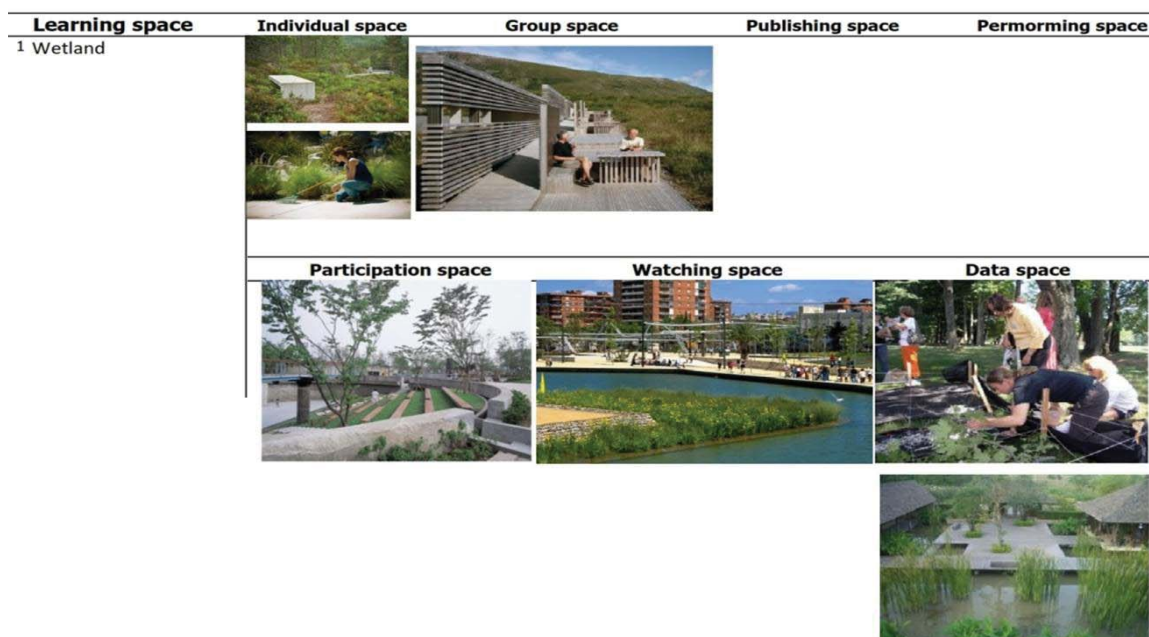 Learning space Individual space Group space Publishing space Permorming space
1 Wetland
Participation space Watching space Data space